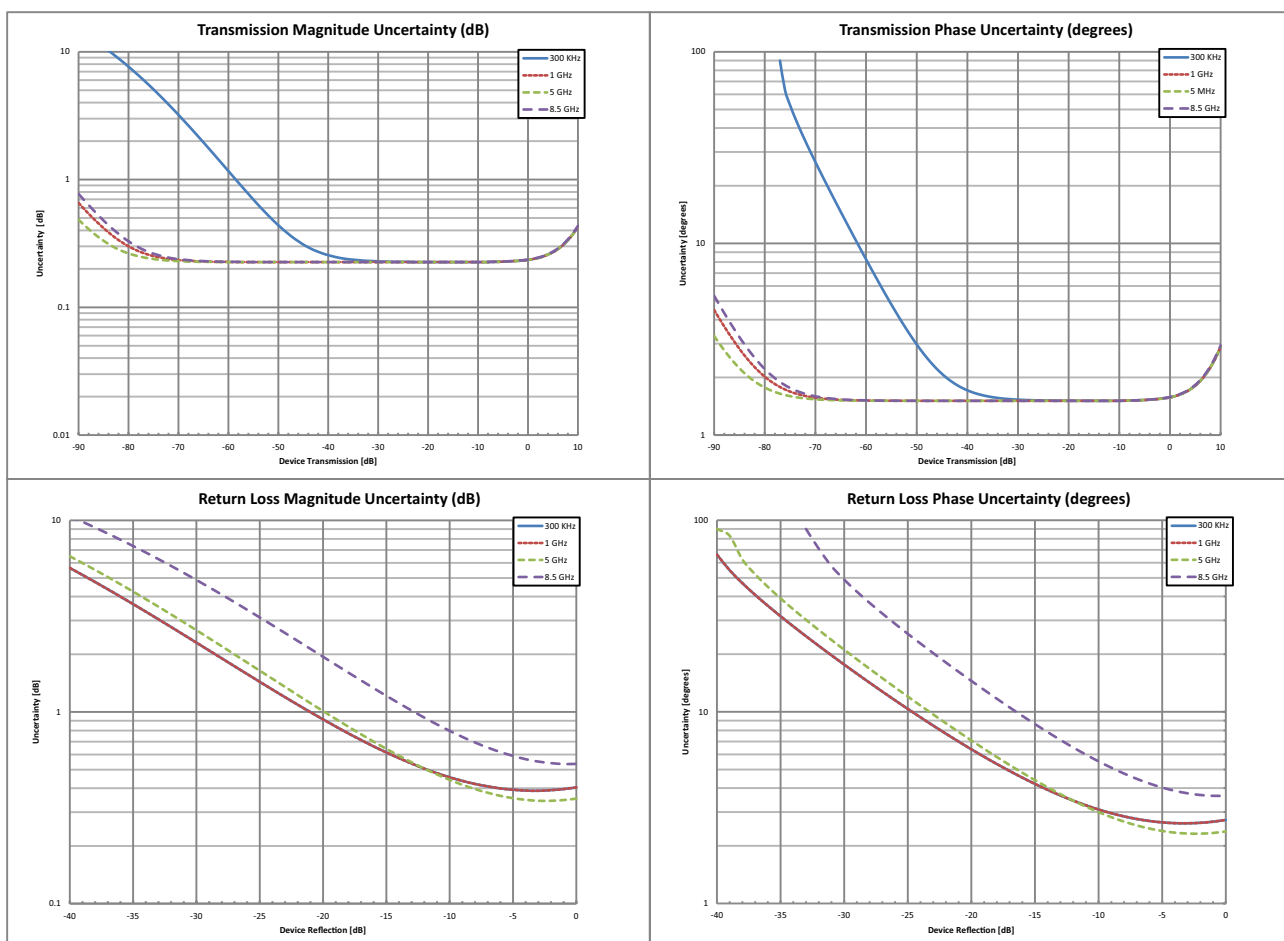 Transmission Magnitude Uncertainty (dB)
10
1
0.1
0.01
Uncertainty [dB]
-90 -80 -70 -60 -50 -40 -30 -20 -10 0 10
Device Transmission [dB]
300 KHz
1 GHz
5 GHz
8.5 GHz
Transmission Phase Uncertainty (degrees)
100
10
1
Uncertainty [degrees]
-90 -80 -70 -60 -50 -40 -30 -20 -10 0 10
Device Transmission [dB]
300 KHz
1 GHz
5 MHz
8.5 GHz
Return Loss Magnitude Uncertainty (dB)
10
1
0.1
Uncertainty [dB]
-40 -35 -30 -25 -20 -15 -10 -5 0
Device Reflection [dB]
300 KHz
1 GHz
5 GHz
8.5 GHz
Return Loss Phase Uncertainty (degrees)
100
10
1
Uncertainty [degrees]
-40 -35 -30 -25 -20 -15 -10 -5 0
Device Reflection [dB]
300 KHz
1 GHz
5 GHz
8.5 GHz